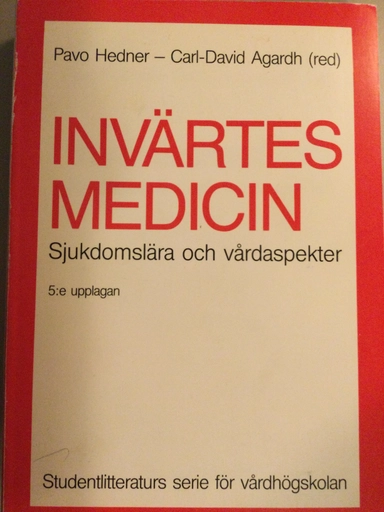 Pavo Hedner – Carl-David Agardh (red)
INVÄRTES
MEDICIN
Sjukdomslära och vårdaspekter
5:e upplagan
Studentlitteraturs serie för vårdhögskolan